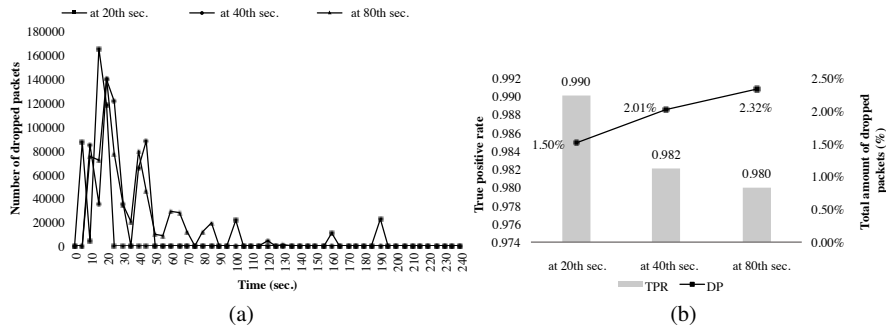 at 20th sec. at 40th sec. at 80th sec.
180000
160000
140000
120000
100000
80000
60000
40000
20000
0
Number of dropped packets
0 10 20 30 40 50 60 70 80 90 100 110 120 130 140 150 160 170 180 190 200 210 220 230 240
Time (sec.)
(a)
0.992
0.990
0.988
0.986
0.984
0.982
0.980
0.978
0.976
0.974
True positive rate
0.990
0.982
0.980
1.50%
2.01%
2.32%
2.50%
2.00%
1.50%
1.00%
0.50%
0.00%
Total amount of dropped
packets (%)
at 20th sec. at 40th sec. at 80th sec.
TPR DP
(b)